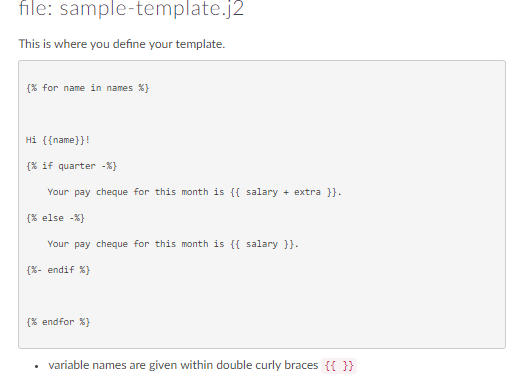 file: sample-template.j2
This is where you define your template.
{% for name in names %}
Hi {{name}}!
{% if quarter -%}
Your pay cheque for this month is {{ salary + extra }}.
{% else -%}
Your pay cheque for this month is {{ salary }}.
{%- endif %}
{% endfor %}
• variable names are given within double curly braces {{ }}